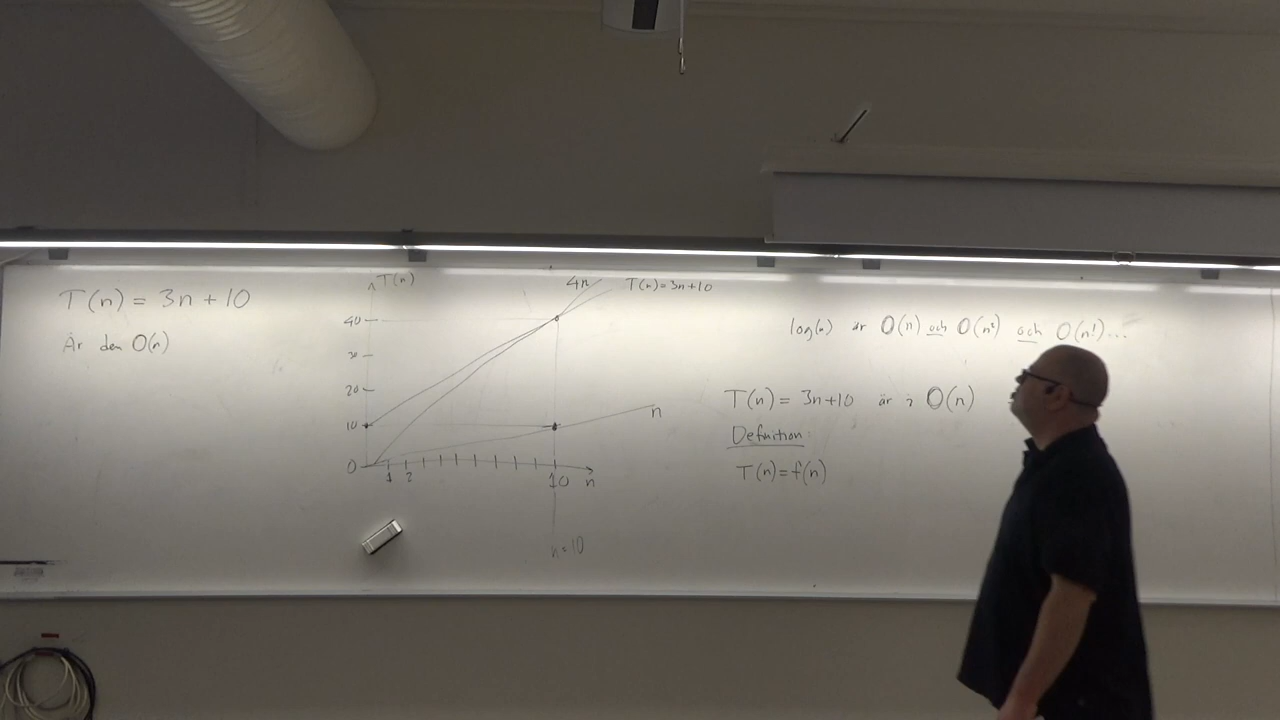 T(n) = 3n + 10
Är den O(n)
T(n)
4n
T(n) = 3n+10
40
30
20
10
0
1 2 10 n
n
n = 10
log(n) är O(n) och O(n²) och O(n!)...
T(n) = 3n+10 är i O(n)
Definition:
T(n) = f(n)